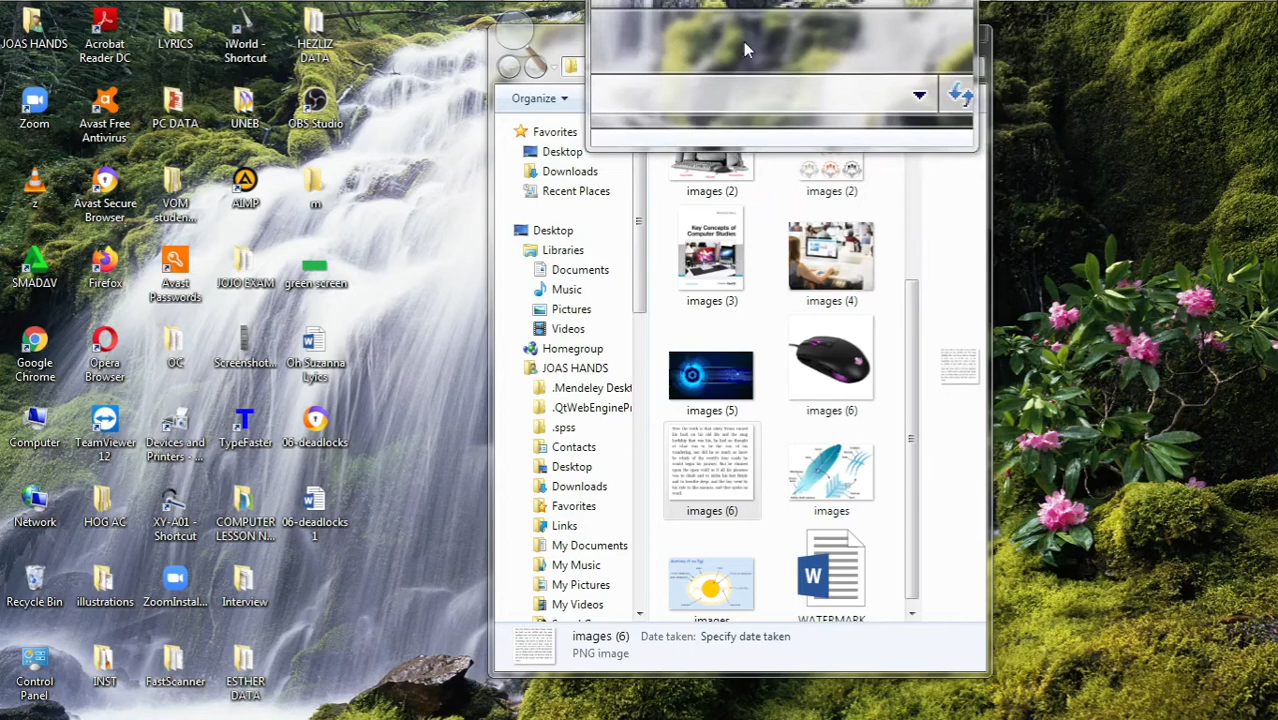 JOAS HANDS
Acrobat
Reader DC
LYRICS
iWorld -
Shortcut
HEZLIZ
DATA
Zoom
Avast Free
Antivirus
PC DATA
UNEB
OBS Studio
z
Avast Secure
Browser
VOM
studen...
AIMP
m
SMADAV
Firefox
Avast
Passwords
JOJO EXAM
green screen
Google
Chrome
Opera
Browser
OC
Screenshot...
Oh Suzanna
Lyrics
Computer
TeamViewer
12
Devices and
Printers - ...
TypeFaster
06-deadlocks
Network
HOG AC
XY-A01 -
Shortcut
COMPUTER
LESSON N...
06-deadlocks
1
Recycle Bin
illustrations
ZoomInstal...
Interview
Control
Panel
INST
FastScanner
ESTHER
DATA
Organize
Favorites
Desktop
Downloads
Recent Places
Desktop
Libraries
Documents
Music
Pictures
Videos
Homegroup
JOAS HANDS
.Mendeley Deskt
.QtWebEnginePr
.spss
Contacts
Desktop
Downloads
Favorites
Links
My Documents
My Music
My Pictures
My Videos
images (2)
images (2)
Key Concepts of
Computer Studies
images (3)
images (4)
images (5)
images (6)
images (6)
images
images
WATERMARK
images (6)
Date taken: Specify date taken
PNG image